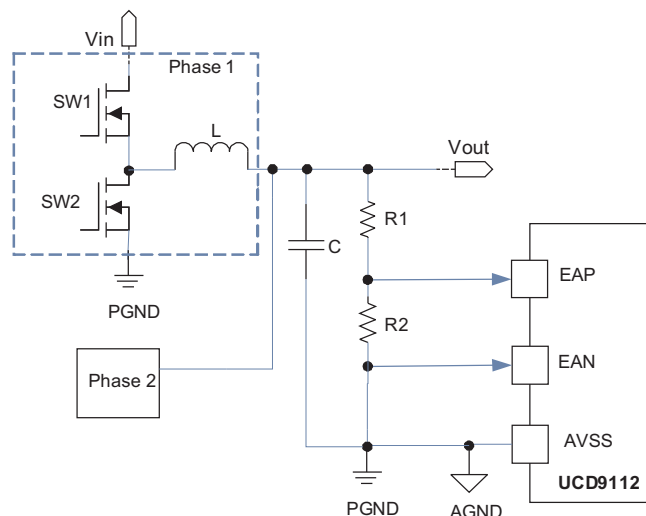 Vin
Phase 1
SW1
L
Vout
SW2
R1
C
EAP
PGND
R2
Phase 2
EAN
AVSS
UCD9112
PGND
AGND